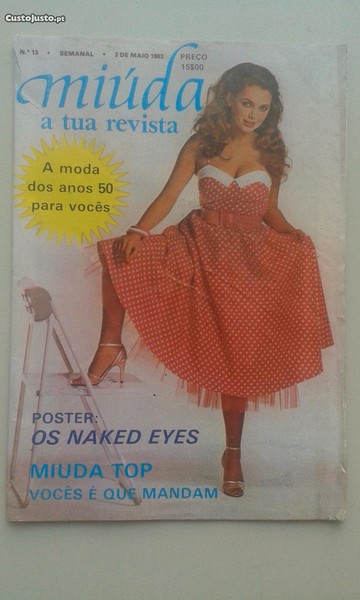 CustoJusto.pt
N.º 13 • SEMANAL • 3 DE MAIO 1983 PREÇO
15$00
miúda
a tua revista
A moda
dos anos 50
para vocês
POSTER:
OS NAKED EYES
MIUDA TOP
VOCÊS É QUE MANDAM